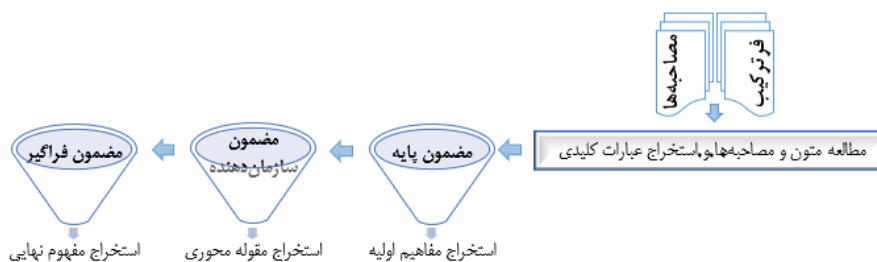 فرترکیب
مصاحبه‌ها
مطالعه متون و مصاحبه‌ها.و.استخراج عبارات کلیدی
مضمون پایه
استخراج مفاهیم اولیه
مضمون
سازمان‌دهنده
استخراج مقوله محوری
مضمون فراگیر
استخراج مفهوم نهایی